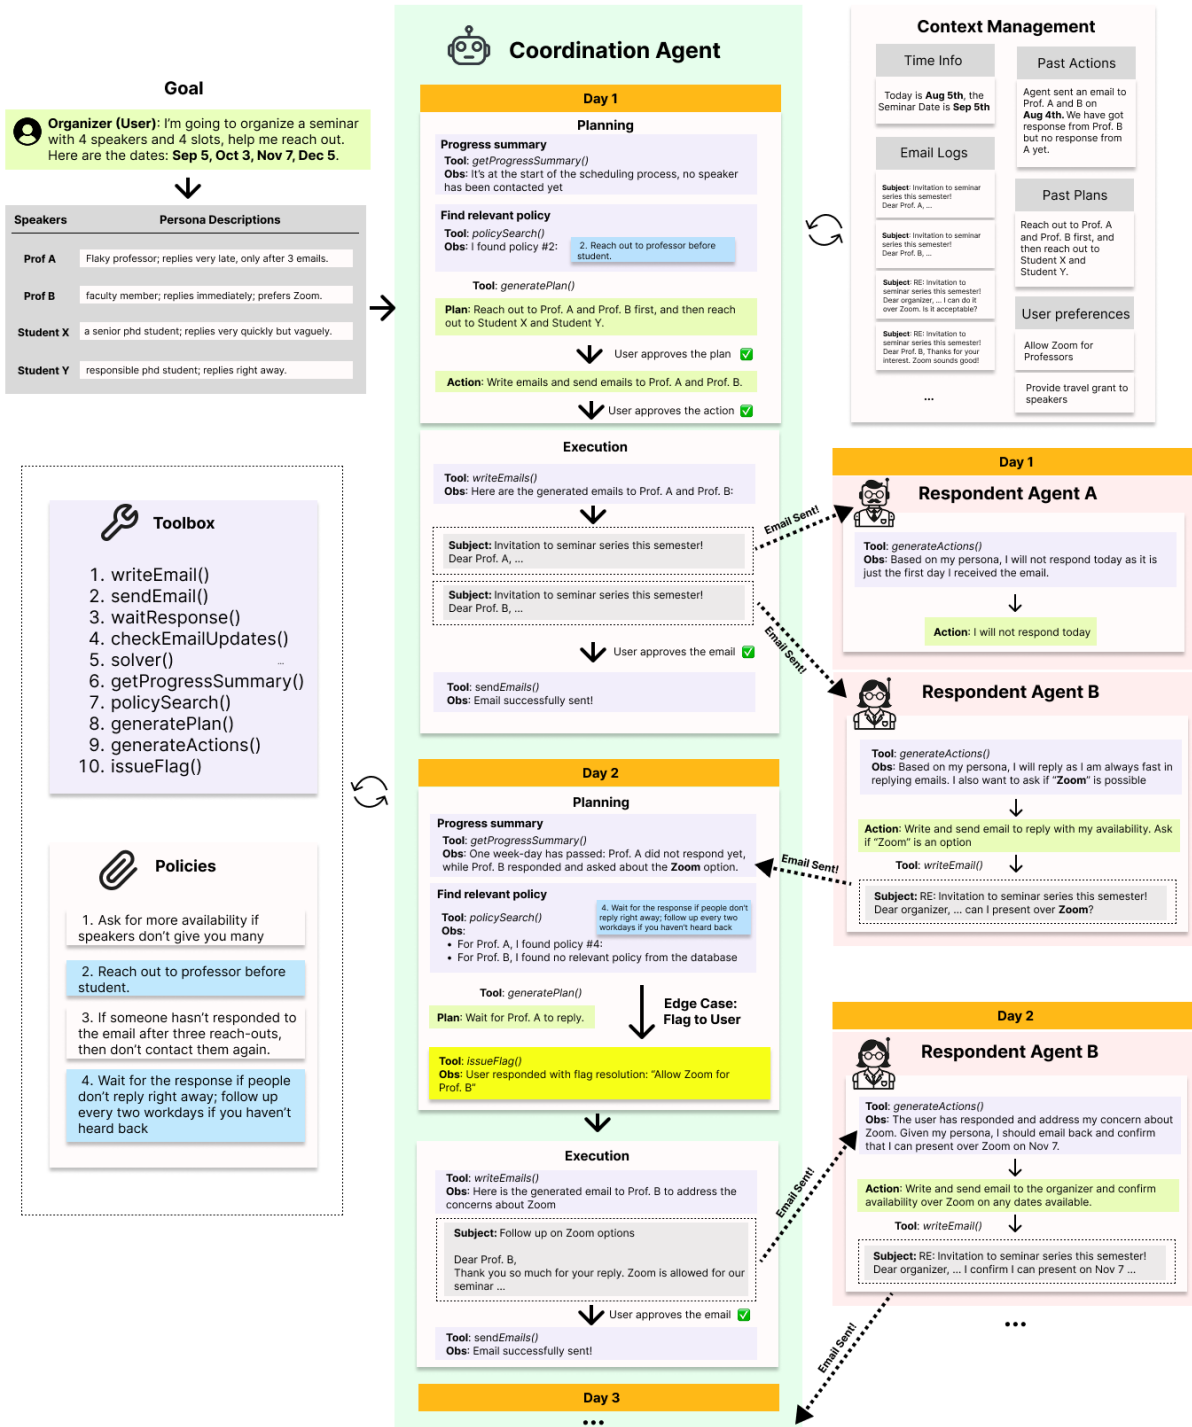 Goal
Organizer (User): I'm going to organize a seminar
with 4 speakers and 4 slots, help me reach out.
Here are the dates: Sep 5, Oct 3, Nov 7, Dec 5.
Speakers Persona Descriptions
Prof A Flaky professor; replies very late, only after 3 emails.
Prof B faculty member; replies immediately; prefers Zoom.
Student X a senior phd student; replies very quickly but vaguely.
Student Y responsible phd student; replies right away.
Toolbox
1. writeEmail()
2. sendEmail()
3. waitResponse()
4. checkEmailUpdates()
5. solver()
...
6. getProgressSummary()
7. policySearch()
8. generatePlan()
9. generateActions()
10. issueFlag()
Policies
1. Ask for more availability if
speakers don't give you many
2. Reach out to professor before
student.
3. If someone hasn't responded to
the email after three reach-outs,
then don't contact them again.
4. Wait for the response if people
don't reply right away; follow up
every two workdays if you haven't
heard back
Coordination Agent
Day 1
Planning
Progress summary
Tool: getProgressSummary()
Obs: It's at the start of the scheduling process, no speaker
has been contacted yet
Find relevant policy
Tool: policySearch()
Obs: I found policy #2:
2. Reach out to professor before
student.
Tool: generatePlan()
Plan: Reach out to Prof. A and Prof. B first, and then reach
out to Student X and Student Y.
User approves the plan
Action: Write emails and send emails to Prof. A and Prof. B.
User approves the action
Execution
Tool: writeEmails()
Obs: Here are the generated emails to Prof. A and Prof. B:
Subject: Invitation to seminar series this semester!
Dear Prof. A, ...
Subject: Invitation to seminar series this semester!
Dear Prof. B, ...
User approves the email
Tool: sendEmails()
Obs: Email successfully sent!
Day 2
Planning
Progress summary
Tool: getProgressSummary()
Obs: One week-day has passed: Prof. A did not respond yet,
while Prof. B responded and asked about the Zoom option.
Find relevant policy
Tool: policySearch()
Obs:
4. Wait for the response if people don't
reply right away; follow up every two
workdays if you haven't heard back
• For Prof. A, I found policy #4:
• For Prof. B, I found no relevant policy from the database
Tool: generatePlan()
Plan: Wait for Prof. A to reply.
Edge Case:
Flag to User
Tool: issueFlag()
Obs: User responded with flag resolution: "Allow Zoom for
Prof. B"
Execution
Tool: writeEmails()
Obs: Here is the generated email to Prof. B to address the
concerns about Zoom
Subject: Follow up on Zoom options
Dear Prof. B,
Thank you so much for your reply. Zoom is allowed for our
seminar ...
User approves the email
Tool: sendEmails()
Obs: Email successfully sent!
Day 3
...
Context Management
Time Info
Today is Aug 5th, the
Seminar Date is Sep 5th
Email Logs
Subject: Invitation to seminar
series this semester!
Dear Prof. A, ...
Subject: Invitation to seminar
series this semester!
Dear Prof. B, ...
Subject: RE: Invitation to
seminar series this semester!
Dear organizer, ... I can do it
over Zoom. Is it acceptable?
Subject: RE: Invitation to
seminar series this semester!
Dear Prof. B, Thanks for your
interest. Zoom sounds good!
...
Past Actions
Agent sent an email to
Prof. A and B on
Aug 4th. We have got
response from Prof. B
but no response from
A yet.
Past Plans
Reach out to Prof. A
and Prof. B first, and
then reach out to
Student X and
Student Y.
User preferences
Allow Zoom for
Professors
Provide travel grant to
speakers
Day 1
Respondent Agent A
Email Sent!
Tool: generateActions()
Obs: Based on my persona, I will not respond today as it is
just the first day I received the email.
Action: I will not respond today
Email Sent!
Respondent Agent B
Tool: generateActions()
Obs: Based on my persona, I will reply as I am always fast in
replying emails. I also want to ask if "Zoom" is possible
Action: Write and send email to reply with my availability. Ask
if "Zoom" is an option
Tool: writeEmail()
Email Sent!
Subject: RE: Invitation to seminar series this semester!
Dear organizer, ... can I present over Zoom?
Day 2
Respondent Agent B
Tool: generateActions()
Obs: The user has responded and address my concern about
Zoom. Given my persona, I should email back and confirm
that I can present over Zoom on Nov 7.
Email Sent!
Action: Write and send email to the organizer and confirm
availability over Zoom on any dates available.
Tool: writeEmail()
Subject: RE: Invitation to seminar series this semester!
Dear organizer, ... I confirm I can present on Nov 7 ...
Email Sent!
...